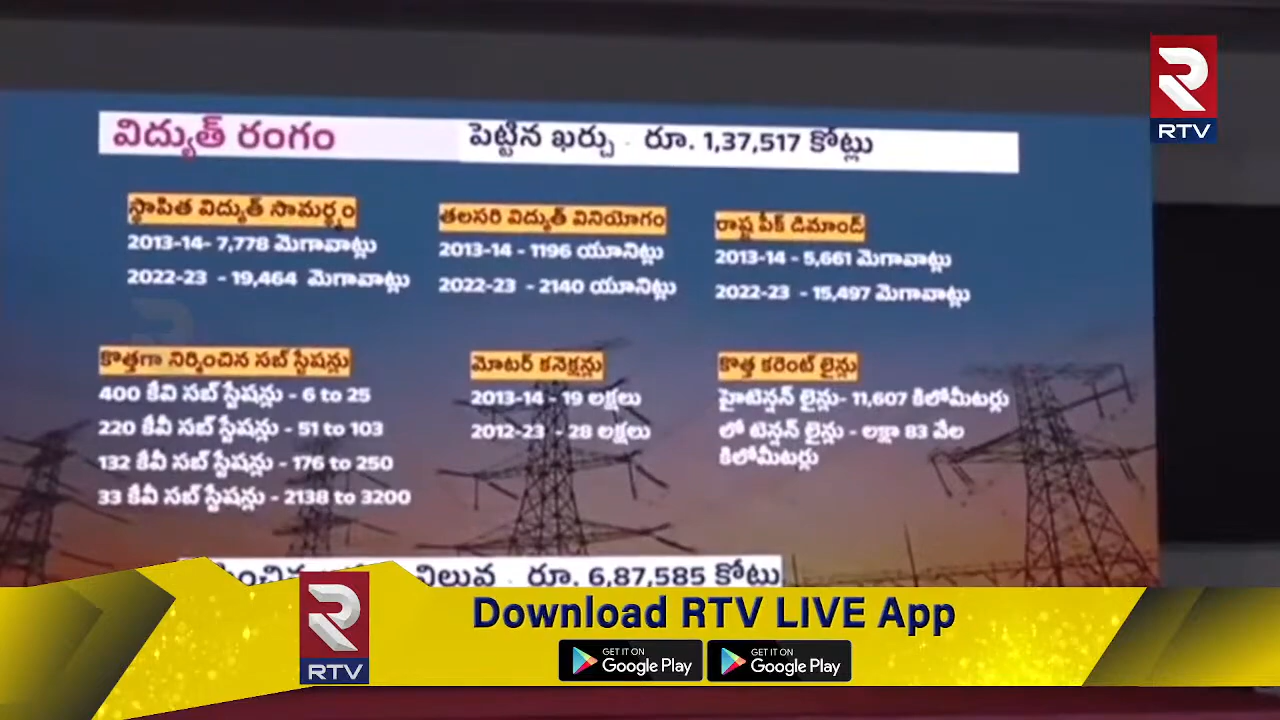 విద్యుత్ రంగం
పెట్టిన ఖర్చు - రూ. 1,37,517 కోట్లు
స్థాపిత విద్యుత్ సామర్థ్యం
2013-14- 7,778 మెగావాట్లు
2022-23 - 19,464 మెగావాట్లు
తలసరి విద్యుత్ వినియోగం
2013-14 - 1196 యూనిట్లు
2022-23 - 2140 యూనిట్లు
రాష్ట్ర పీక్ డిమాండ్
2013-14 - 5,661 మెగావాట్లు
2022-23 - 15,497 మెగావాట్లు
కొత్తగా నిర్మించిన సబ్ స్టేషన్లు
400 కేవి సబ్ స్టేషన్లు - 6 to 25
220 కేవీ సబ్ స్టేషన్లు - 51 to 103
132 కేవీ సబ్ స్టేషన్లు - 176 to 250
33 కేవీ సబ్ స్టేషన్లు - 2138 to 3200
మోటర్ కనెక్షన్లు
2013-14 - 19 లక్షలు
2012-23 - 28 లక్షలు
కొత్త కరెంట్ లైన్లు
హైటెన్షన్ లైన్లు- 11,607 కిలోమీటర్లు
లో టెన్షన్ లైన్లు - లక్షా 83 వేల
కిలోమీటర్లు
విలువ - రూ. 6,87,585 కోట్లు
RTV
Download RTV LIVE App
RTV
GET IT ON
Google Play
GET IT ON
Google Play